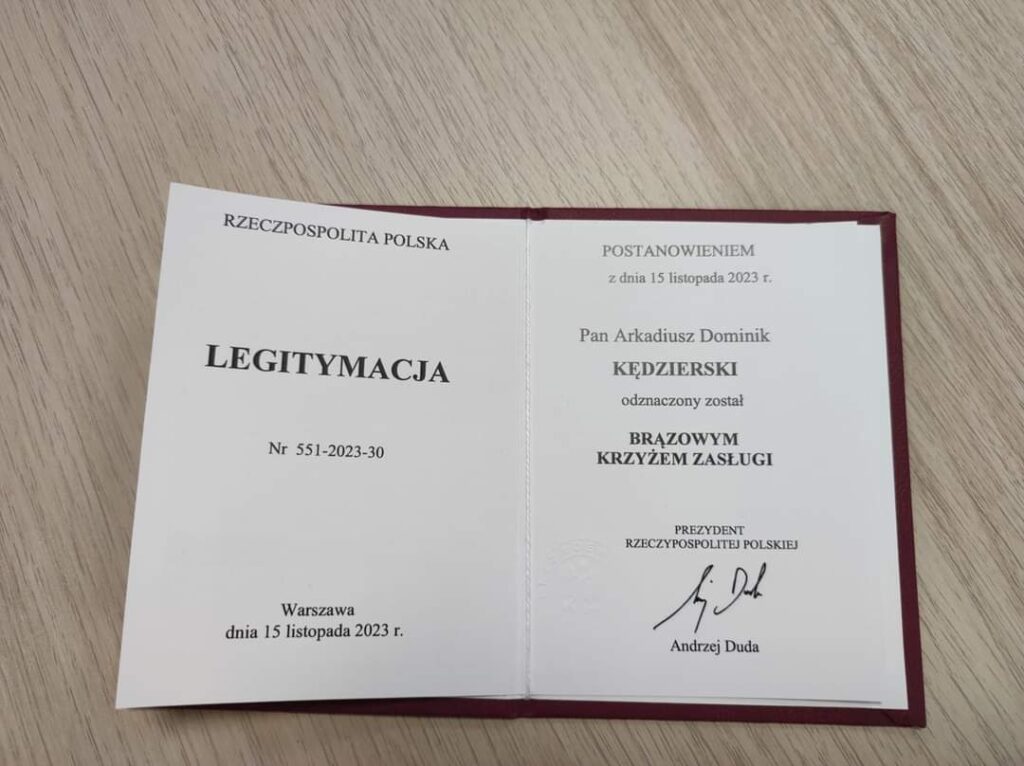 RZECZPOSPOLITA POLSKA
LEGITYMACJA
Nr 551-2023-30
Warszawa
dnia 15 listopada 2023 r.
POSTANOWIENIEM
z dnia 15 listopada 2023 r.
Pan Arkadiusz Dominik
KĘDZIERSKI
odznaczony został
BRĄZOWYM
KRZYŻEM ZASŁUGI
PREZYDENT
RZECZYPOSPOLITEJ POLSKIEJ
Andrzej Duda